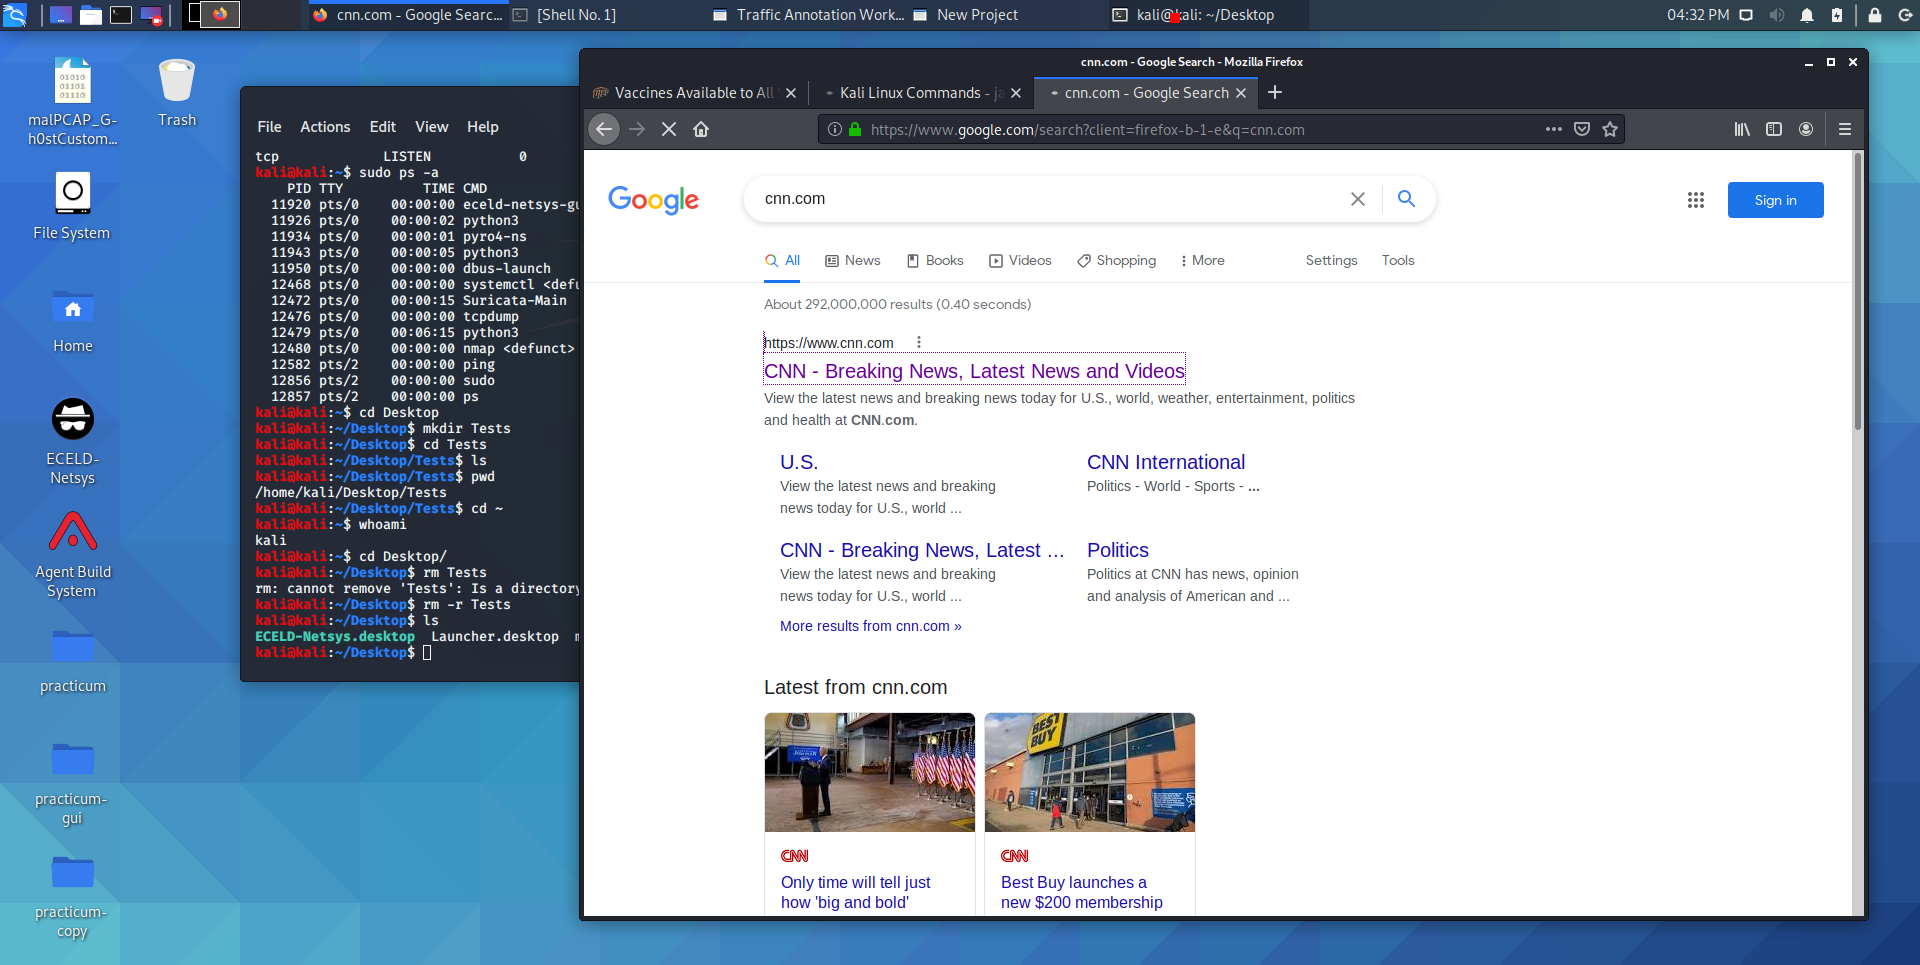 cnn.com - Google Searc...
[Shell No. 1]
Traffic Annotation Work...
New Project
kali@kali: ~/Desktop
04:32 PM
malPCAP_G-
h0stCustom...
Trash
File System
Home
ECELD-
Netsys
Agent Build
System
practicum
practicum-
gui
practicum-
copy
File Actions Edit View Help
tcp LISTEN 0
kali@kali:~$ sudo ps -a
PID TTY TIME CMD
11920 pts/0 00:00:00 eceld-netsys-gu
11926 pts/0 00:00:02 python3
11934 pts/0 00:00:01 pyro4-ns
11943 pts/0 00:00:05 python3
11950 pts/0 00:00:00 dbus-launch
12468 pts/0 00:00:00 systemctl <defu
12472 pts/0 00:00:15 Suricata-Main
12476 pts/0 00:00:00 tcpdump
12479 pts/0 00:06:15 python3
12480 pts/0 00:00:00 nmap <defunct>
12582 pts/2 00:00:00 ping
12856 pts/2 00:00:00 sudo
12857 pts/2 00:00:00 ps
kali@kali:~$ cd Desktop
kali@kali:~/Desktop$ mkdir Tests
kali@kali:~/Desktop$ cd Tests
kali@kali:~/Desktop/Tests$ ls
kali@kali:~/Desktop/Tests$ pwd
/home/kali/Desktop/Tests
kali@kali:~/Desktop/Tests$ cd ~
kali@kali:~$ whoami
kali
kali@kali:~$ cd Desktop/
kali@kali:~/Desktop$ rm Tests
rm: cannot remove 'Tests': Is a directory
kali@kali:~/Desktop$ rm -r Tests
kali@kali:~/Desktop$ ls
ECELD-Netsys.desktop Launcher.desktop
kali@kali:~/Desktop$
cnn.com - Google Search - Mozilla Firefox
Vaccines Available to All
Kali Linux Commands - ja
cnn.com - Google Search
https://www.google.com/search?client=firefox-b-1-e&q=cnn.com
Google
cnn.com
Sign in
All News Books Videos Shopping More Settings Tools
About 292,000,000 results (0.40 seconds)
https://www.cnn.com
CNN - Breaking News, Latest News and Videos
View the latest news and breaking news today for U.S., world, weather, entertainment, politics
and health at CNN.com.
U.S.
View the latest news and breaking
news today for U.S., world ...
CNN International
Politics - World - Sports - ...
CNN - Breaking News, Latest ...
View the latest news and breaking
news today for U.S., world ...
Politics
Politics at CNN has news, opinion
and analysis of American and ...
More results from cnn.com »
Latest from cnn.com
BEST
BUY
CNN
Only time will tell just
how 'big and bold'
CNN
Best Buy launches a
new $200 membership